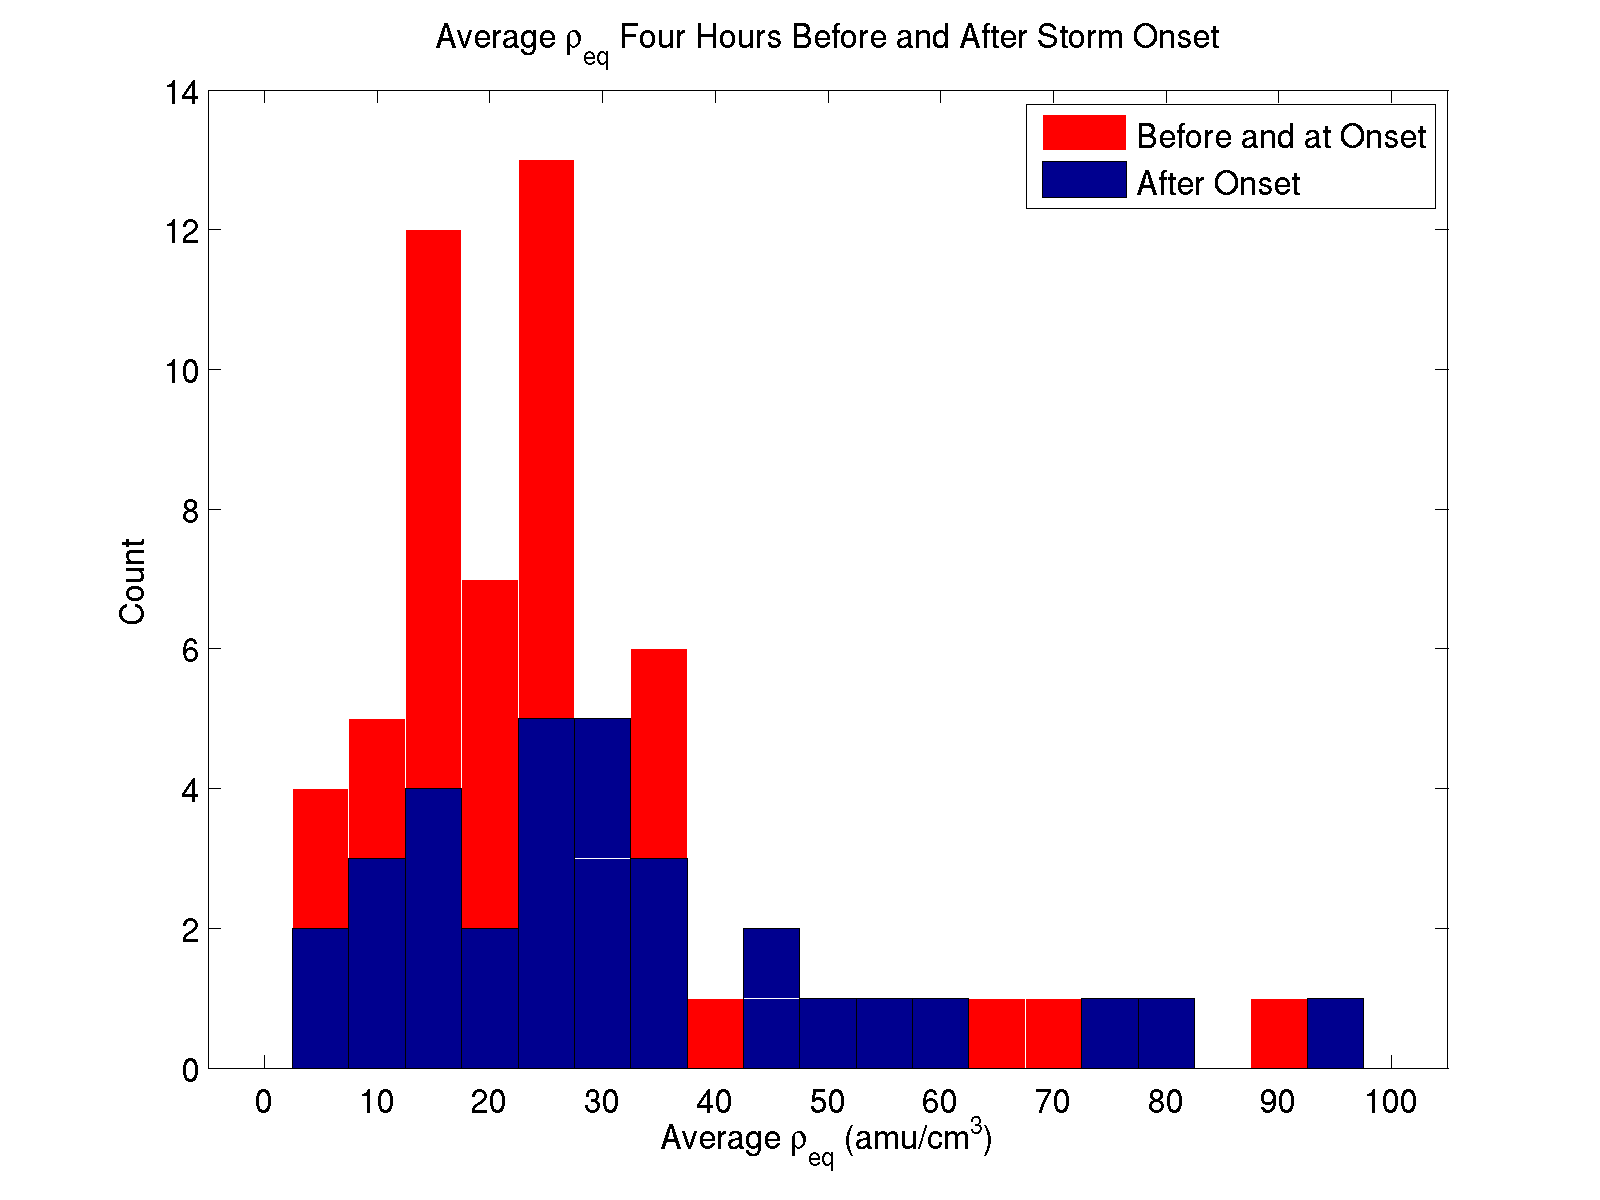 Average ρeq Four Hours Before and After Storm Onset
14
12
10
8
6
4
2
0
Count
Before and at Onset
After Onset
0 10 20 30 40 50 60 70 80 90 100
Average ρeq (amu/cm³)